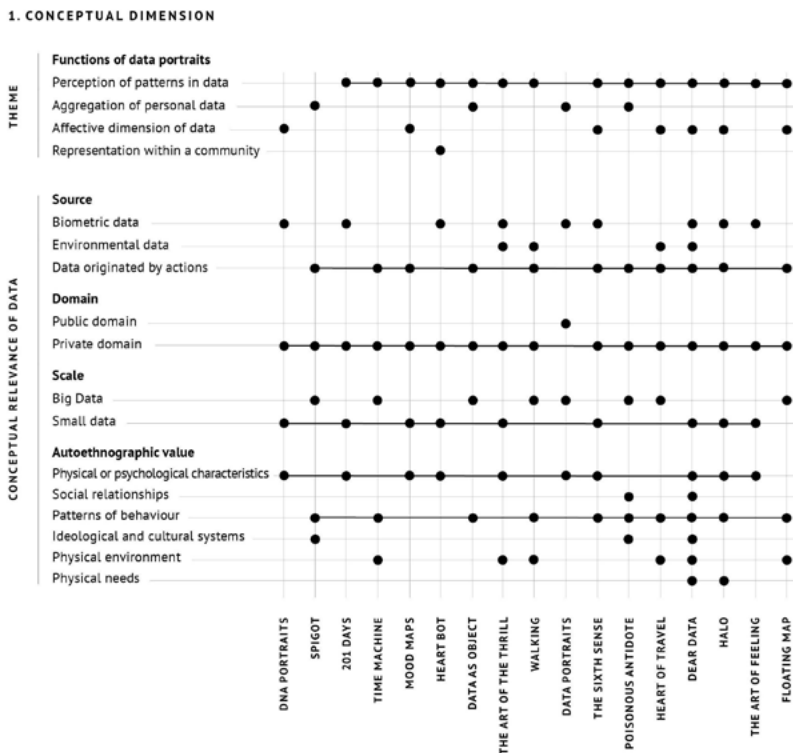 1. CONCEPTUAL DIMENSION
THEME
Functions of data portraits
Perception of patterns in data
Aggregation of personal data
Affective dimension of data
Representation within a community
CONCEPTUAL RELEVANCE OF DATA
Source
Biometric data
Environmental data
Data originated by actions
Domain
Public domain
Private domain
Scale
Big Data
Small data
Autoethnographic value
Physical or psychological characteristics
Social relationships
Patterns of behaviour
Ideological and cultural systems
Physical environment
Physical needs
DNA PORTRAITS
SPIGOT
201 DAYS
TIME MACHINE
MOOD MAPS
HEART BOT
DATA AS OBJECT
THE ART OF THE THRILL
WALKING
DATA PORTRAITS
THE SIXTH SENSE
POISONOUS ANTIDOTE
HEART OF TRAVEL
DEAR DATA
HALO
THE ART OF FEELING
FLOATING MAP